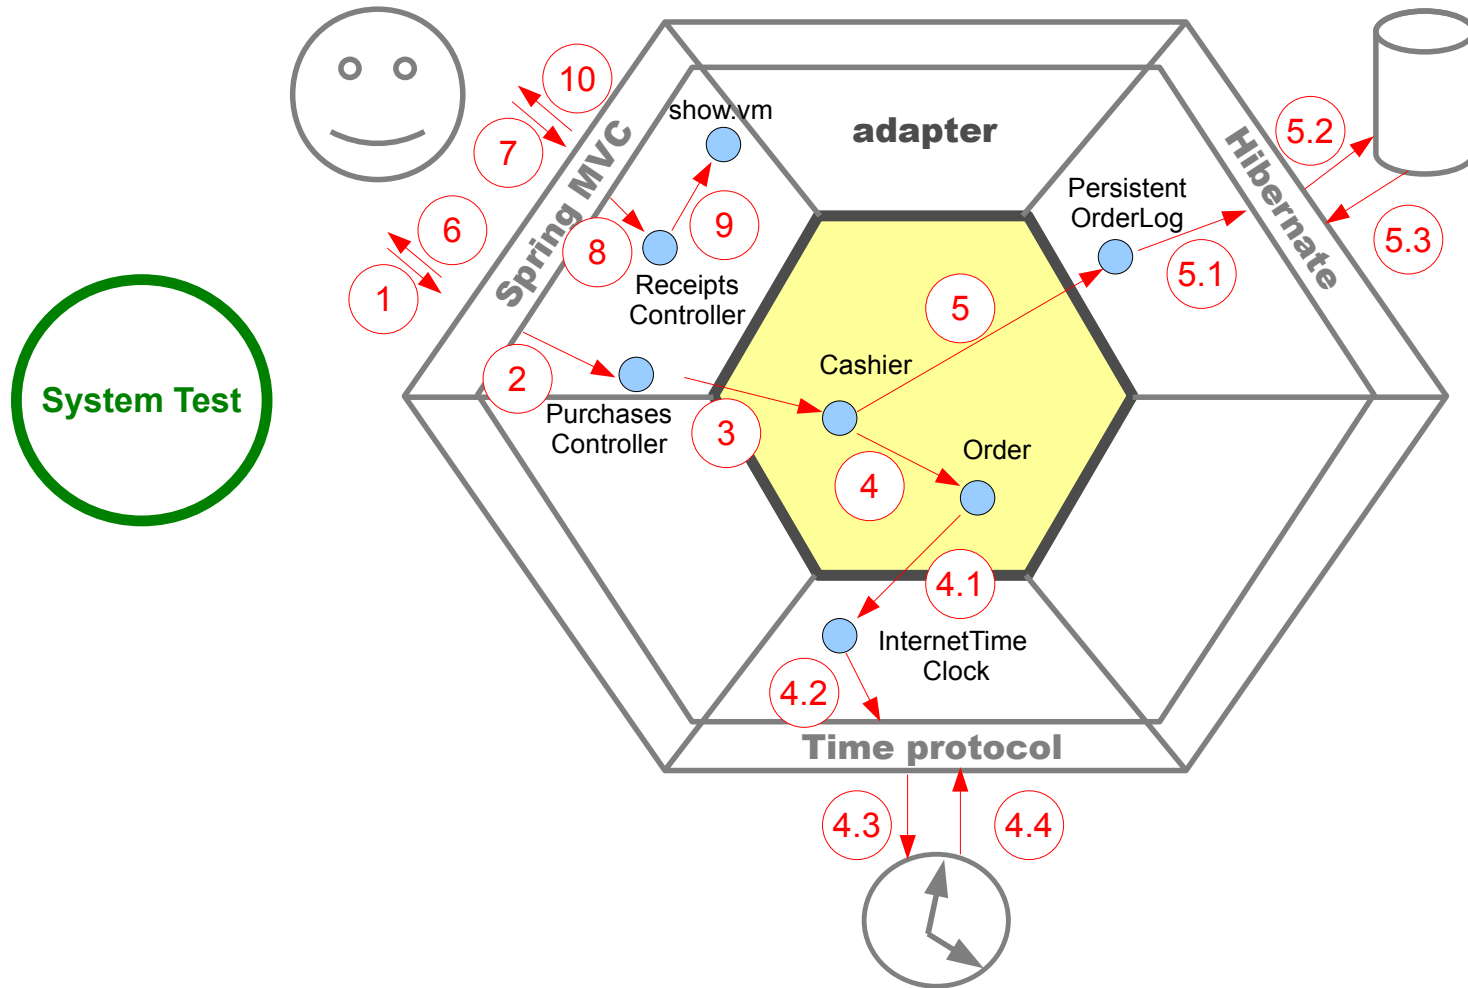 10
show.vm
adapter
7
Spring MVC
9
8
Receipts
Controller
6
1
System Test
2
Purchases
Controller
3
Cashier
5
Persistent
OrderLog
5.1
Hibernate
5.2
5.3
4
Order
4.1
InternetTime
Clock
4.2
Time protocol
4.3
4.4